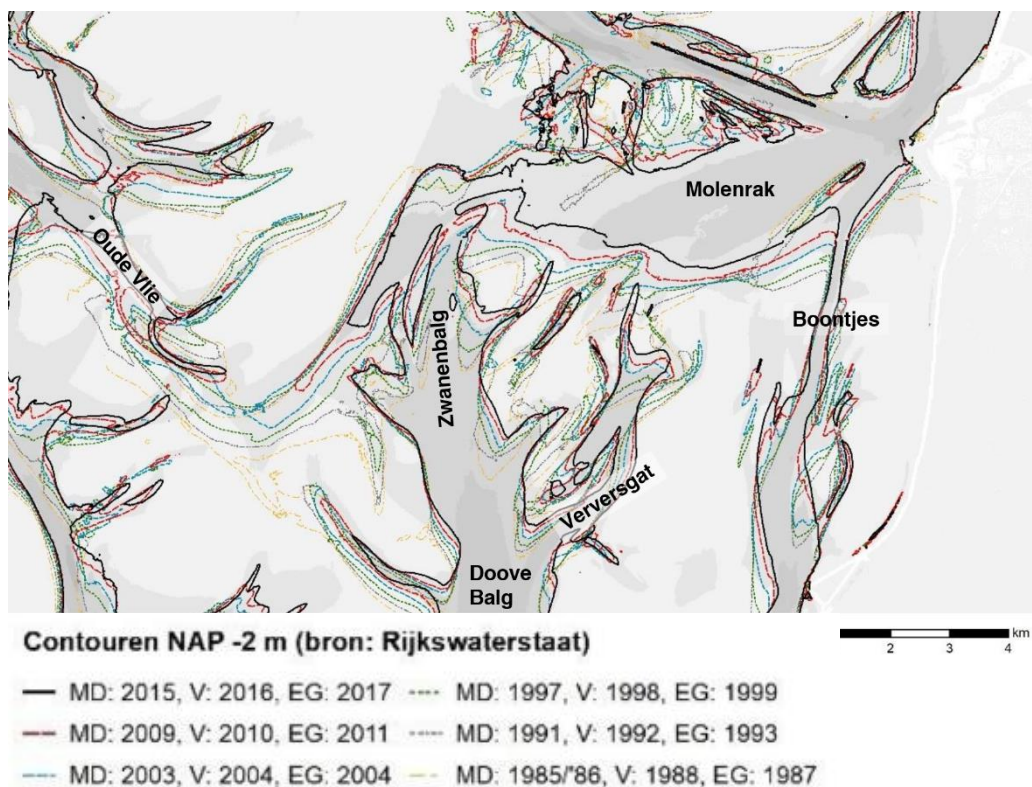 Molenrak
Oude Vlie
Boontjes
Zwanenbalg
Ververgat
Doove
Balg
Contouren NAP -2 m (bron: Rijkswaterstaat)
km
2 3 4
MD: 2015, V: 2016, EG: 2017
MD: 1997, V: 1998, EG: 1999
MD: 2009, V: 2010, EG: 2011
MD: 1991, V: 1992, EG: 1993
MD: 2003, V: 2004, EG: 2004
MD: 1985/'86, V: 1988, EG: 1987